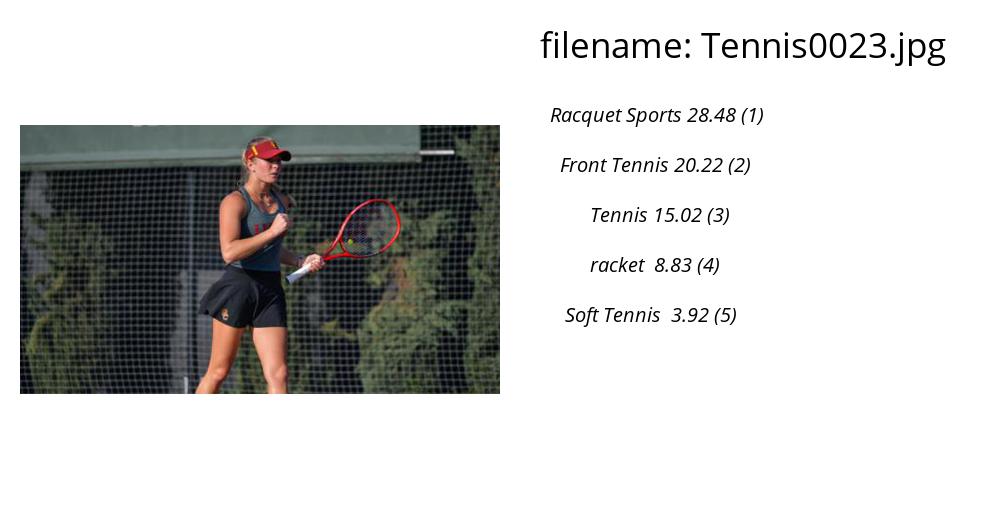 filename: Tennis0023.jpg
Racquet Sports 28.48 (1)
Front Tennis 20.22 (2)
Tennis 15.02 (3)
racket 8.83 (4)
Soft Tennis 3.92 (5)